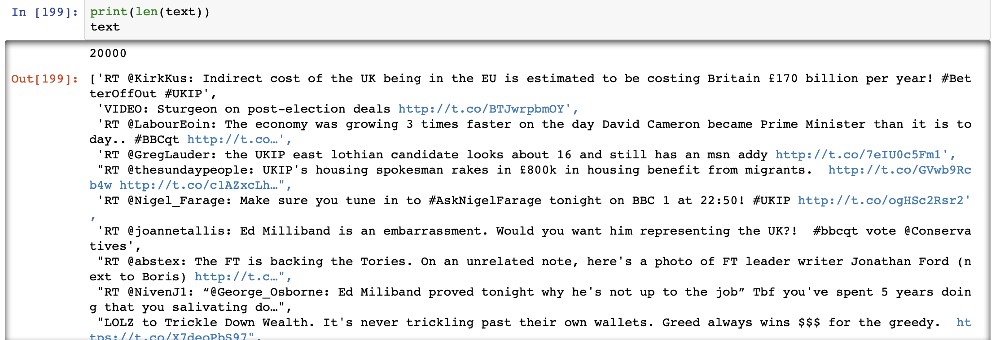 In [199]: print(len(text))
text
20000
Out[199]: ['RT @KirkKus: Indirect cost of the UK being in the EU is estimated to be costing Britain £170 billion per year! #Bet
terOffOut #UKIP',
'VIDEO: Sturgeon on post-election deals http://t.co/BTJwrpbmOY',
'RT @LabourEoin: The economy was growing 3 times faster on the day David Cameron became Prime Minister than it is to
day.. #BBCqt http://t.co…',
'RT @GregLauder: the UKIP east lothian candidate looks about 16 and still has an msn addy http://t.co/7eIU0c5Fm1',
"RT @thesundaypeople: UKIP's housing spokesman rakes in £800k in housing benefit from migrants.  http://t.co/GVwb9Rc
b4w http://t.co/c1AZxcLh…",
'RT @Nigel_Farage: Make sure you tune in to #AskNigelFarage tonight on BBC 1 at 22:50! #UKIP http://t.co/ogHSc2Rsr2'
,
'RT @joannetallis: Ed Milliband is an embarrassment. Would you want him representing the UK?!  #bbcqt vote @Conserva
tives',
"RT @abstex: The FT is backing the Tories. On an unrelated note, here's a photo of FT leader writer Jonathan Ford (n
ext to Boris) http://t.c…",
"RT @NivenJ1: “@George_Osborne: Ed Miliband proved tonight why he's not up to the job” Tbf you've spent 5 years doin
g that you salivating do…",
"LOLZ to Trickle Down Wealth. It's never trickling past their own wallets. Greed always wins $$$ for the greedy.  ht
tps://t.co/X7deoPbS97",